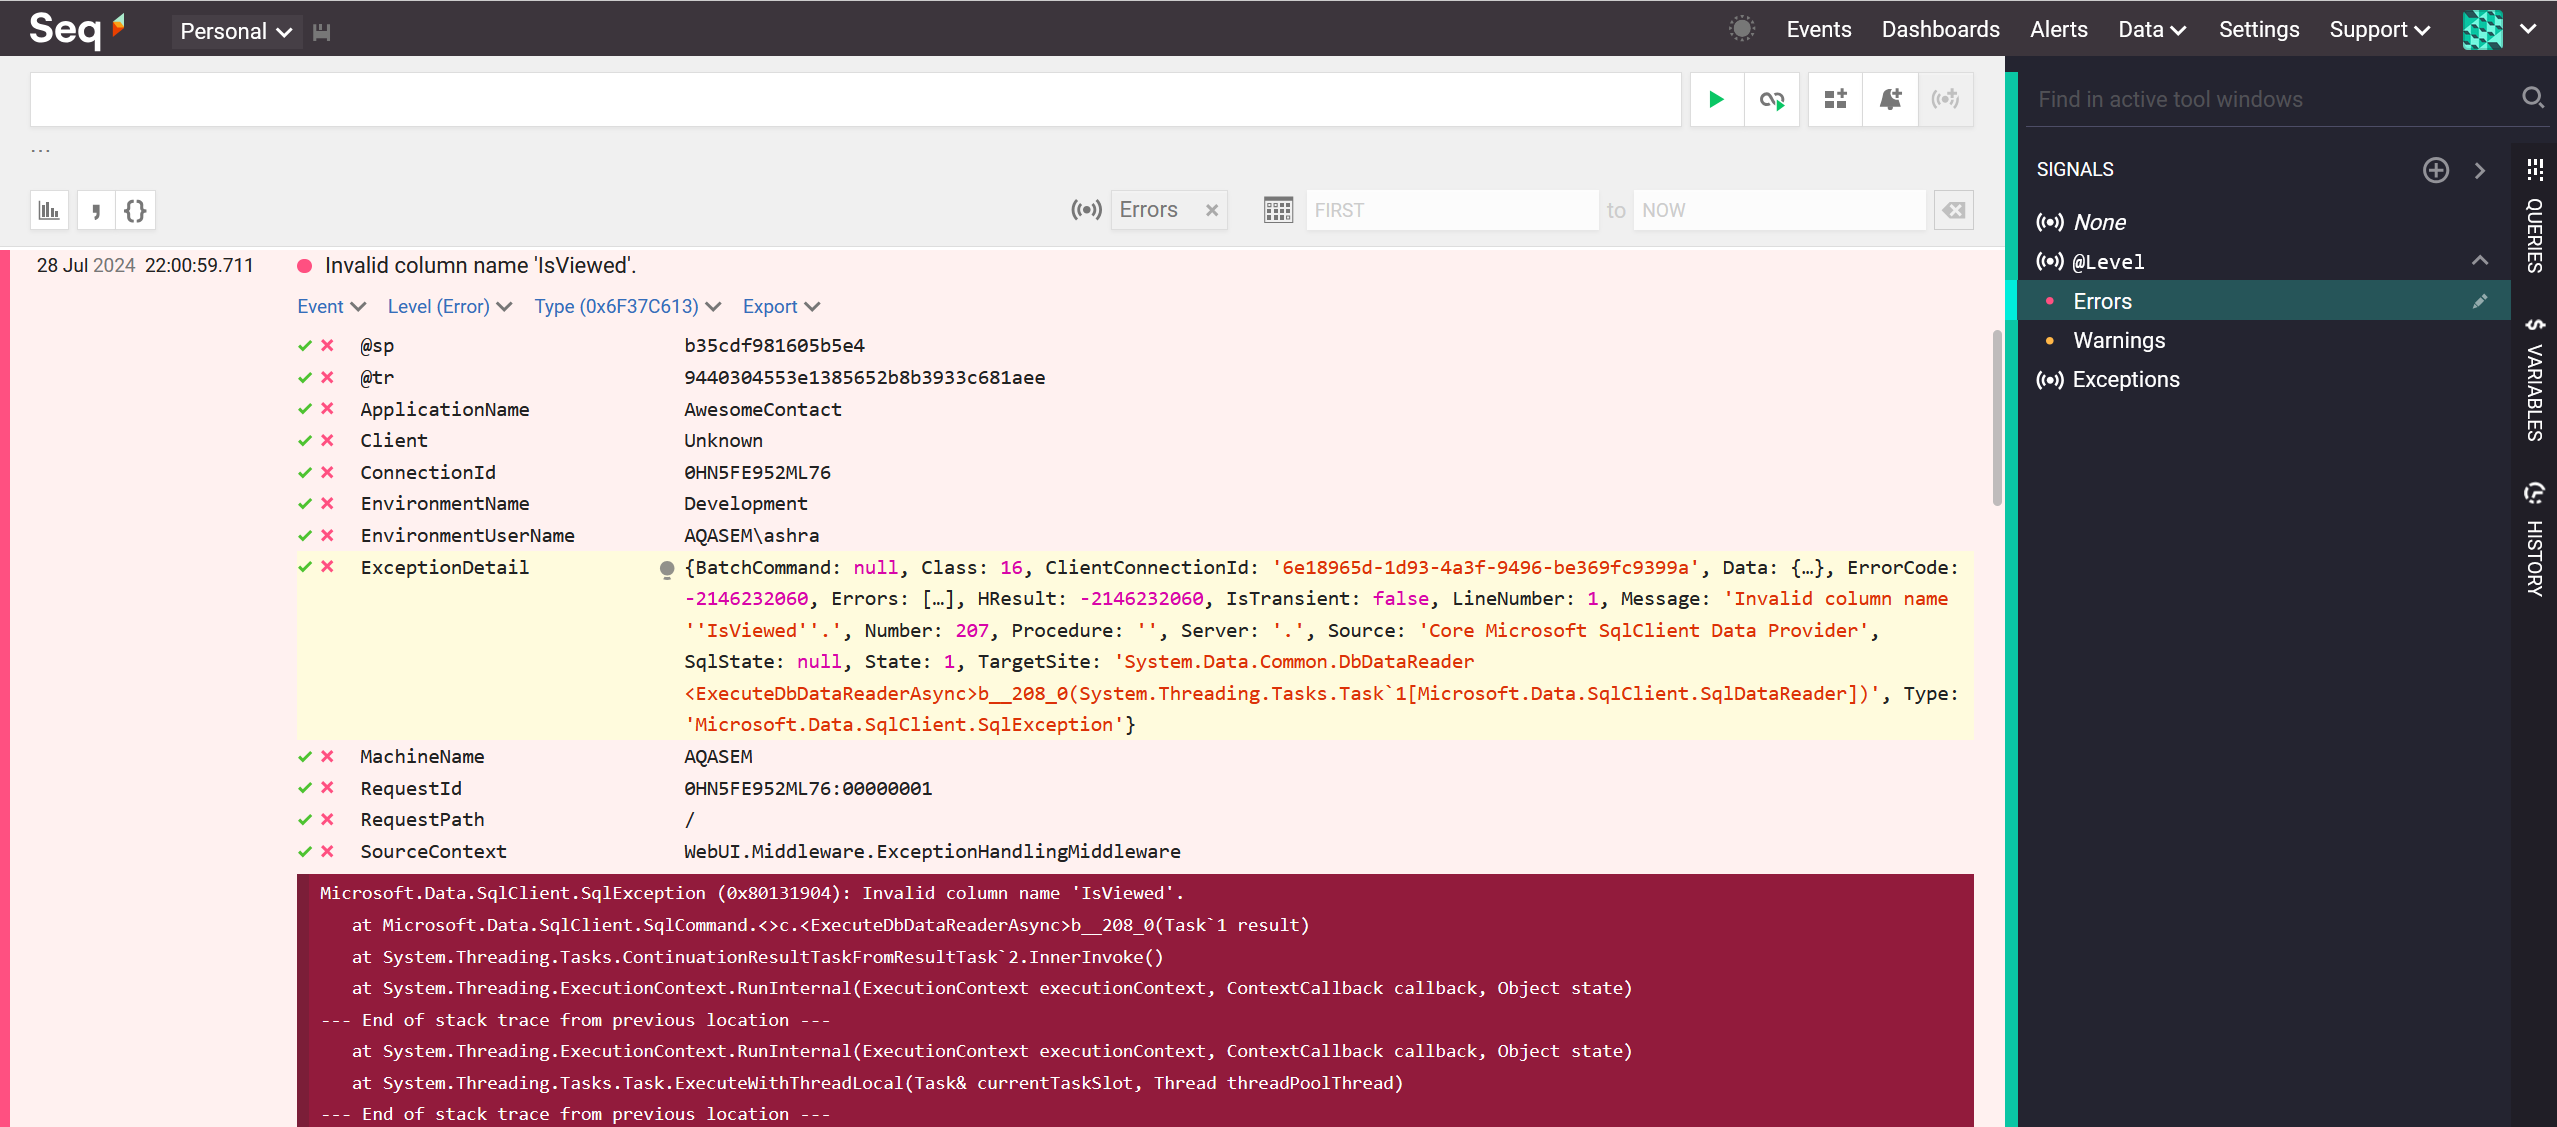 Seq
Personal
Events Dashboards Alerts Data Settings Support
Find in active tool windows
...
Errors
FIRST to NOW
SIGNALS
None
@Level
Errors
Warnings
Exceptions
QUERIES
$ VARIABLES
HISTORY
28 Jul 2024 22:00:59.711 Invalid column name 'IsViewed'.
Event Level (Error) Type (0x6F37C613) Export
@sp b35cdf981605b5e4
@tr 9440304553e1385652b8b3933c681aee
ApplicationName AwesomeContact
Client Unknown
ConnectionId 0HN5FE952ML76
EnvironmentName Development
EnvironmentUserName AQASEM\ashra
ExceptionDetail {BatchCommand: null, Class: 16, ClientConnectionId: '6e18965d-1d93-4a3f-9496-be369fc9399a', Data: {…}, ErrorCode:
-2146232060, Errors: […], HResult: -2146232060, IsTransient: false, LineNumber: 1, Message: 'Invalid column name
''IsViewed''.', Number: 207, Procedure: '', Server: '.', Source: 'Core Microsoft SqlClient Data Provider',
SqlState: null, State: 1, TargetSite: 'System.Data.Common.DbDataReader
<ExecuteDbDataReaderAsync>b__208_0(System.Threading.Tasks.Task`1[Microsoft.Data.SqlClient.SqlDataReader])', Type:
'Microsoft.Data.SqlClient.SqlException'}
MachineName AQASEM
RequestId 0HN5FE952ML76:00000001
RequestPath /
SourceContext WebUI.Middleware.ExceptionHandlingMiddleware
Microsoft.Data.SqlClient.SqlException (0x80131904): Invalid column name 'IsViewed'.
at Microsoft.Data.SqlClient.SqlCommand.<>c.<ExecuteDbDataReaderAsync>b__208_0(Task`1 result)
at System.Threading.Tasks.ContinuationResultTaskFromResultTask`2.InnerInvoke()
at System.Threading.ExecutionContext.RunInternal(ExecutionContext executionContext, ContextCallback callback, Object state)
--- End of stack trace from previous location ---
at System.Threading.ExecutionContext.RunInternal(ExecutionContext executionContext, ContextCallback callback, Object state)
at System.Threading.Tasks.Task.ExecuteWithThreadLocal(Task& currentTaskSlot, Thread threadPoolThread)
--- End of stack trace from previous location ---